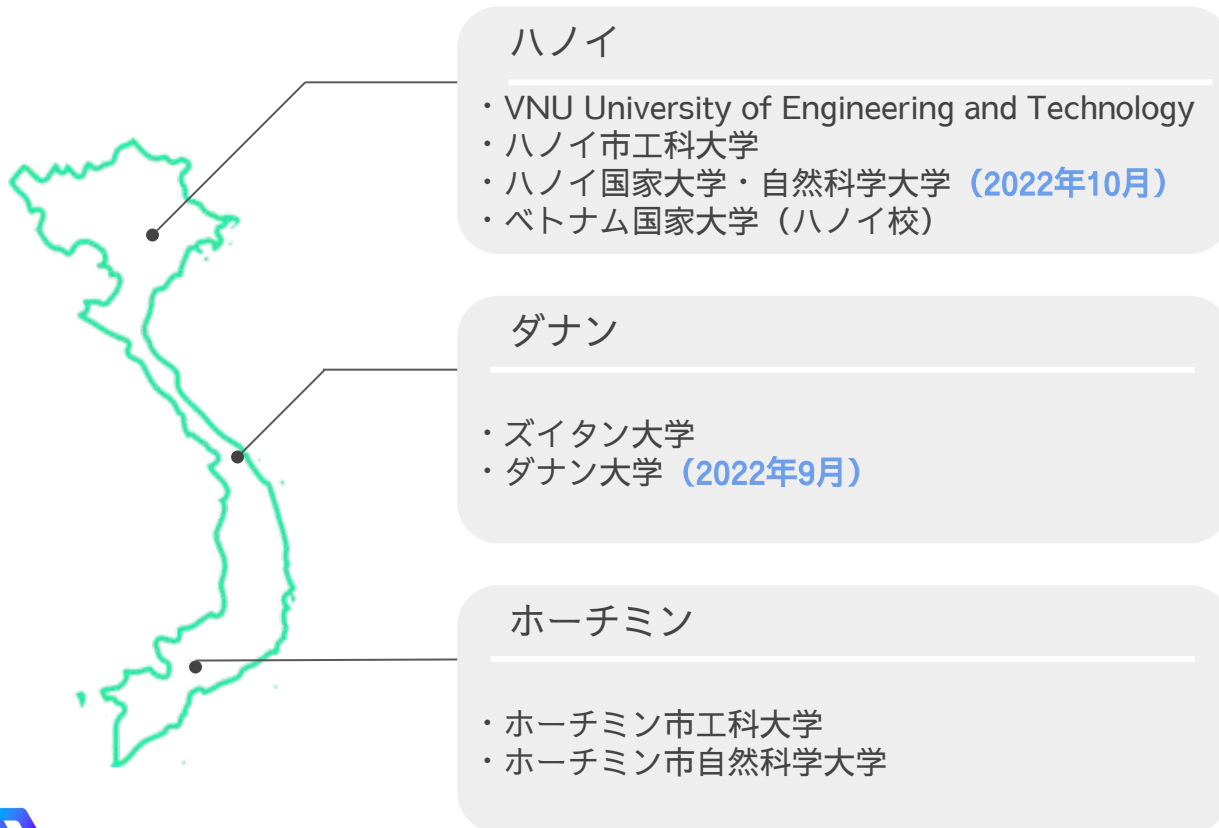 ハノイ
・VNU University of Engineering and Technology
・ハノイ市工科大学
・ハノイ国家大学・自然科学大学（2022年10月）
・ベトナム国家大学（ハノイ校）
ダナン
・ズイタン大学
・ダナン大学（2022年9月）
ホーチミン
・ホーチミン市工科大学
・ホーチミン市自然科学大学